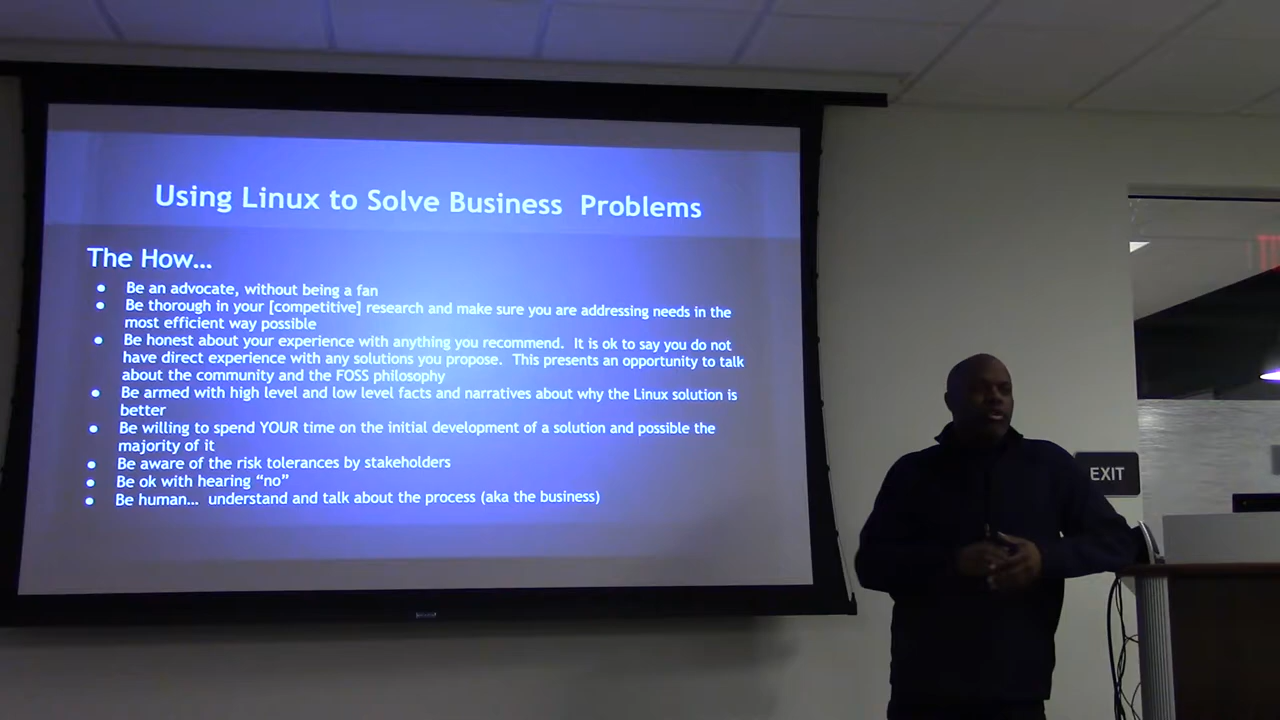 Using Linux to Solve Business Problems
The How...
● Be an advocate, without being a fan
● Be thorough in your [competitive] research and make sure you are addressing needs in the
most efficient way possible
● Be honest about your experience with anything you recommend. It is ok to say you do not
have direct experience with any solutions you propose. This presents an opportunity to talk
about the community and the FOSS philosophy
● Be armed with high level and low level facts and narratives about why the Linux solution is
better
● Be willing to spend YOUR time on the initial development of a solution and possible the
majority of it
● Be aware of the risk tolerances by stakeholders
● Be ok with hearing “no”
● Be human... understand and talk about the process (aka the business)
EXIT